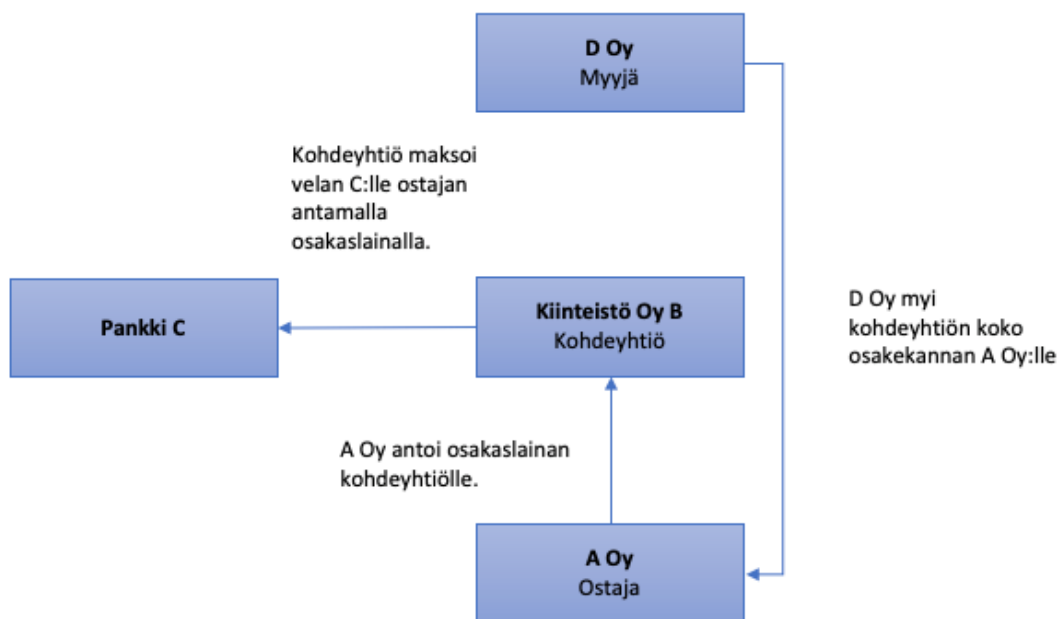 D Oy
Myyjä
Kohdeyhtiö maksoi
velan C:lle ostajan
antamalla
osakaslainalla.
Pankki C
Kiinteistö Oy B
Kohdeyhtiö
D Oy myi
kohdeyhtiön koko
osakekannan A Oy:lle
A Oy antoi osakaslainan
kohdeyhtiölle.
A Oy
Ostaja